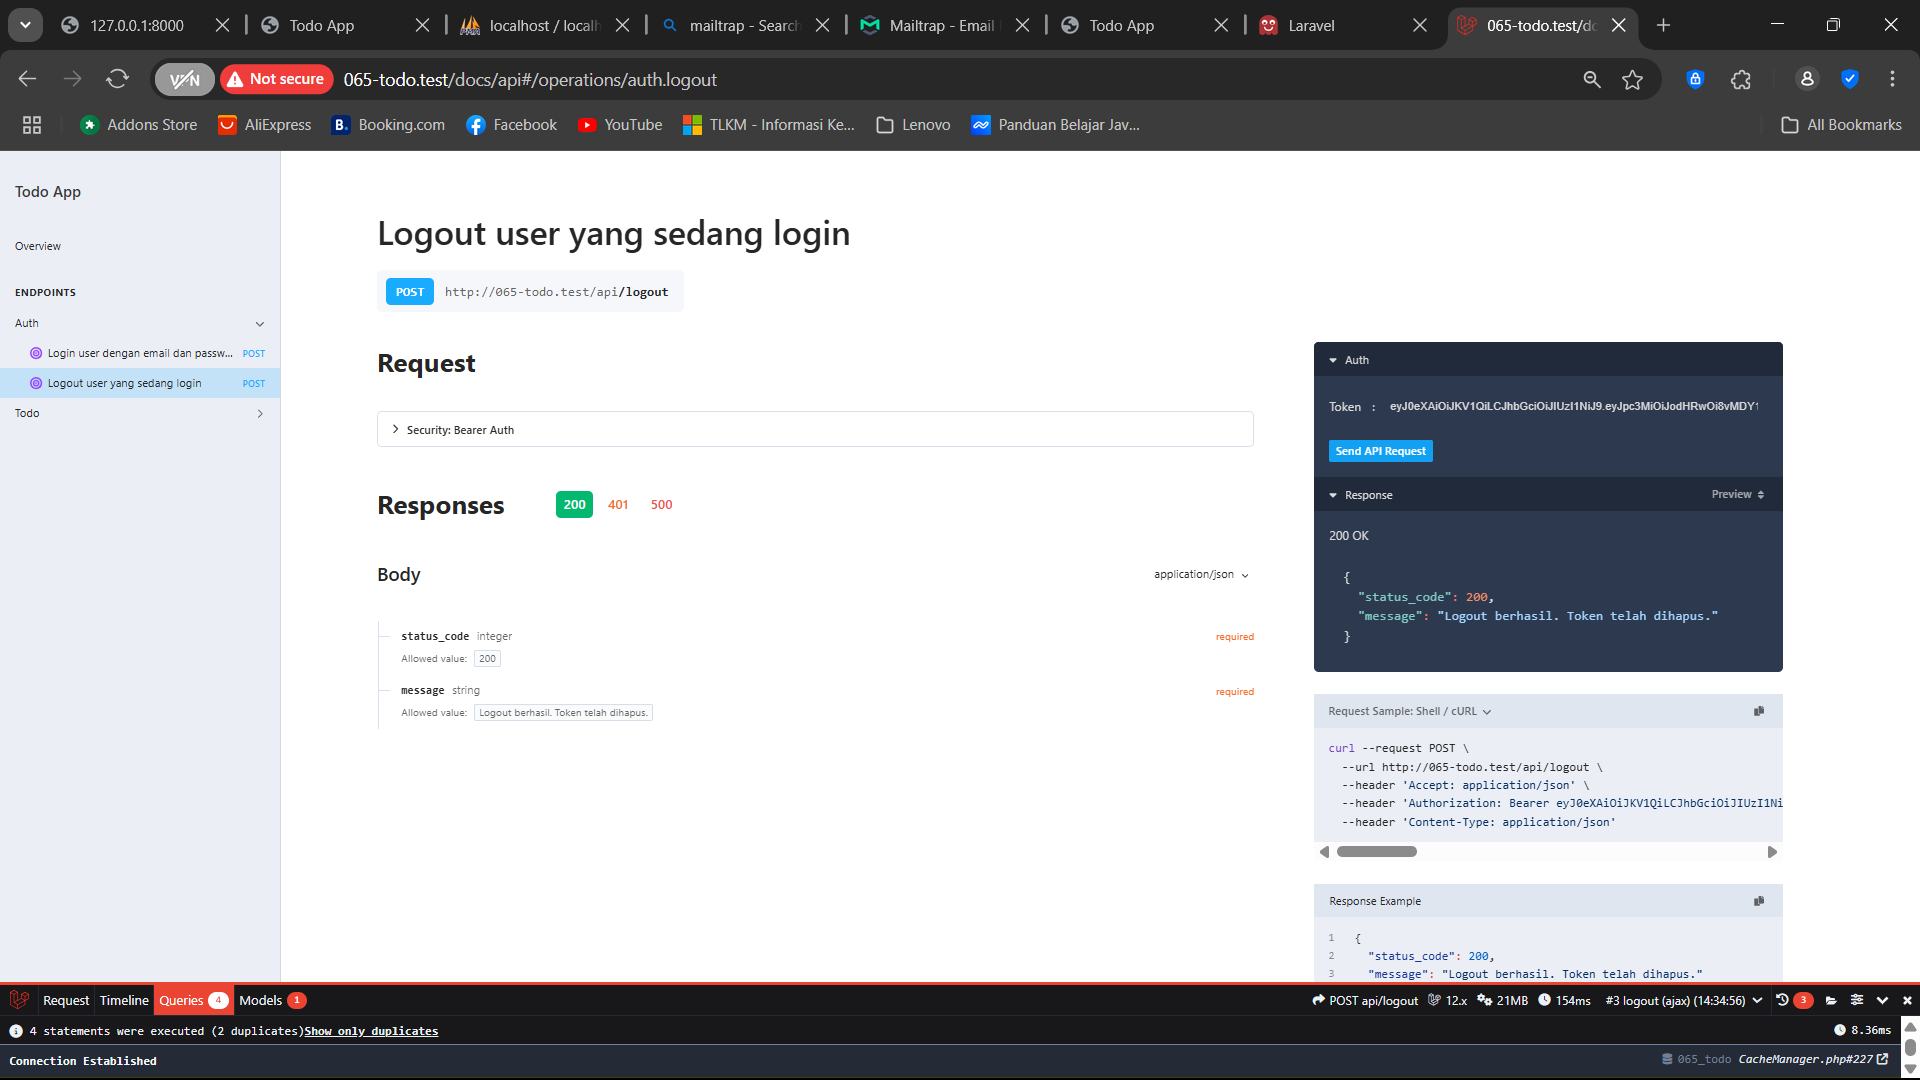 127.0.0.1:8000
Todo App
localhost / localh
mailtrap - Search
Mailtrap - Email
Todo App
Laravel
065-todo.test/do
VPN
Not secure
065-todo.test/docs/api#/operations/auth.logout
Addons Store
AliExpress
B.
Booking.com
Facebook
YouTube
TLKM - Informasi Ke...
Lenovo
Panduan Belajar Jav...
All Bookmarks
Todo App
Overview
ENDPOINTS
Auth
Login user dengan email dan passw... POST
Logout user yang sedang login POST
Todo
Logout user yang sedang login
POST http://065-todo.test/api/logout
Request
Security: Bearer Auth
Responses 200 401 500
Body
application/json
status_code integer required
Allowed value: 200
message string required
Allowed value: Logout berhasil. Token telah dihapus.
Auth
Token :
Send API Request
Response Preview
200 OK
{
"status_code": 200,
"message": "Logout berhasil. Token telah dihapus."
}
Request Sample: Shell / cURL
curl --request POST \
--url http://065-todo.test/api/logout \
--header 'Accept: application/json' \
--header 'Authorization: Bearer eyJ0eXAiOiJKV1QiLCJhbGciOiJIUzI1Ni
--header 'Content-Type: application/json'
Response Example
1 {
2 "status_code": 200,
3 "message": "Logout berhasil. Token telah dihapus."
Request Timeline Queries 4 Models 1
POST api/logout 12.x 21MB 154ms #3 logout (ajax) (14:34:56) 3
4 statements were executed (2 duplicates)Show only duplicates
8.36ms
Connection Established
065_todo CacheManager.php#227